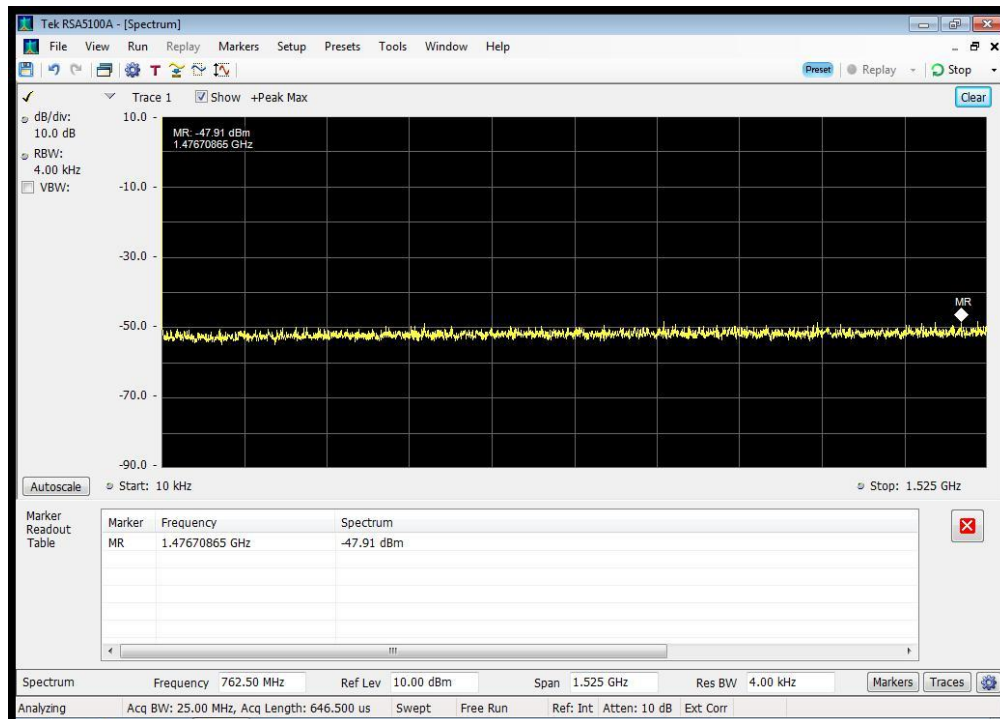 Tek RSA5100A - [Spectrum]
File View Run Replay Markers Setup Presets Tools Window Help
T Preset Replay Stop
Trace 1 Show +Peak Max Clear
dB/div:
10.0 dB
RBW:
4.00 kHz
VBW:
10.0 -
MR: -47.91 dBm
1.47670865 GHz
-10.0 -
-30.0 -
MR
-50.0 -
-70.0 -
-90.0 -
Autoscale Start: 10 kHz Stop: 1.525 GHz
Marker
Readout
Table
Marker Frequency Spectrum
MR 1.47670865 GHz -47.91 dBm
Spectrum Frequency 762.50 MHz Ref Lev 10.00 dBm Span 1.525 GHz Res BW 4.00 kHz Markers Traces
Analyzing Acq BW: 25.00 MHz, Acq Length: 646.500 us Swept Free Run Ref: Int Atten: 10 dB Ext Corr